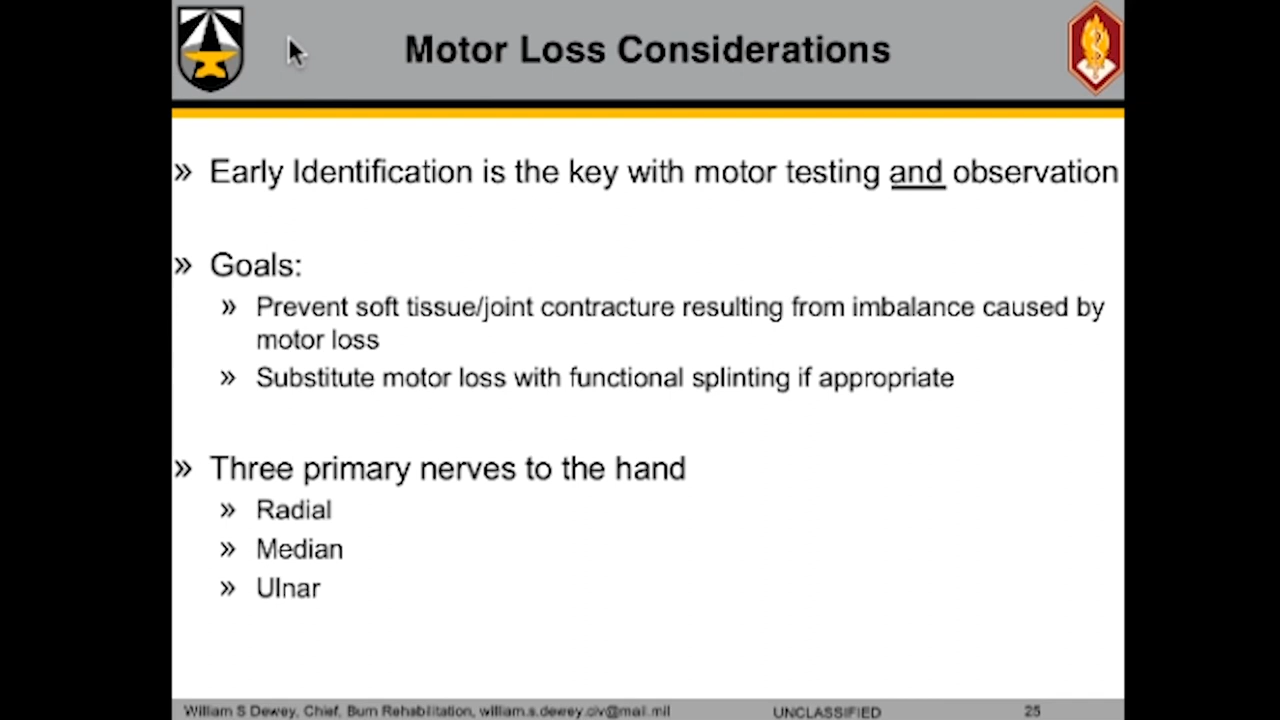 Motor Loss Considerations
» Early Identification is the key with motor testing and observation
» Goals:
» Prevent soft tissue/joint contracture resulting from imbalance caused by
motor loss
» Substitute motor loss with functional splinting if appropriate
» Three primary nerves to the hand
» Radial
» Median
» Ulnar
William S Dewey, Chief, Burn Rehabilitation, william.s.dewey.civ@mail.mil UNCLASSIFIED 25